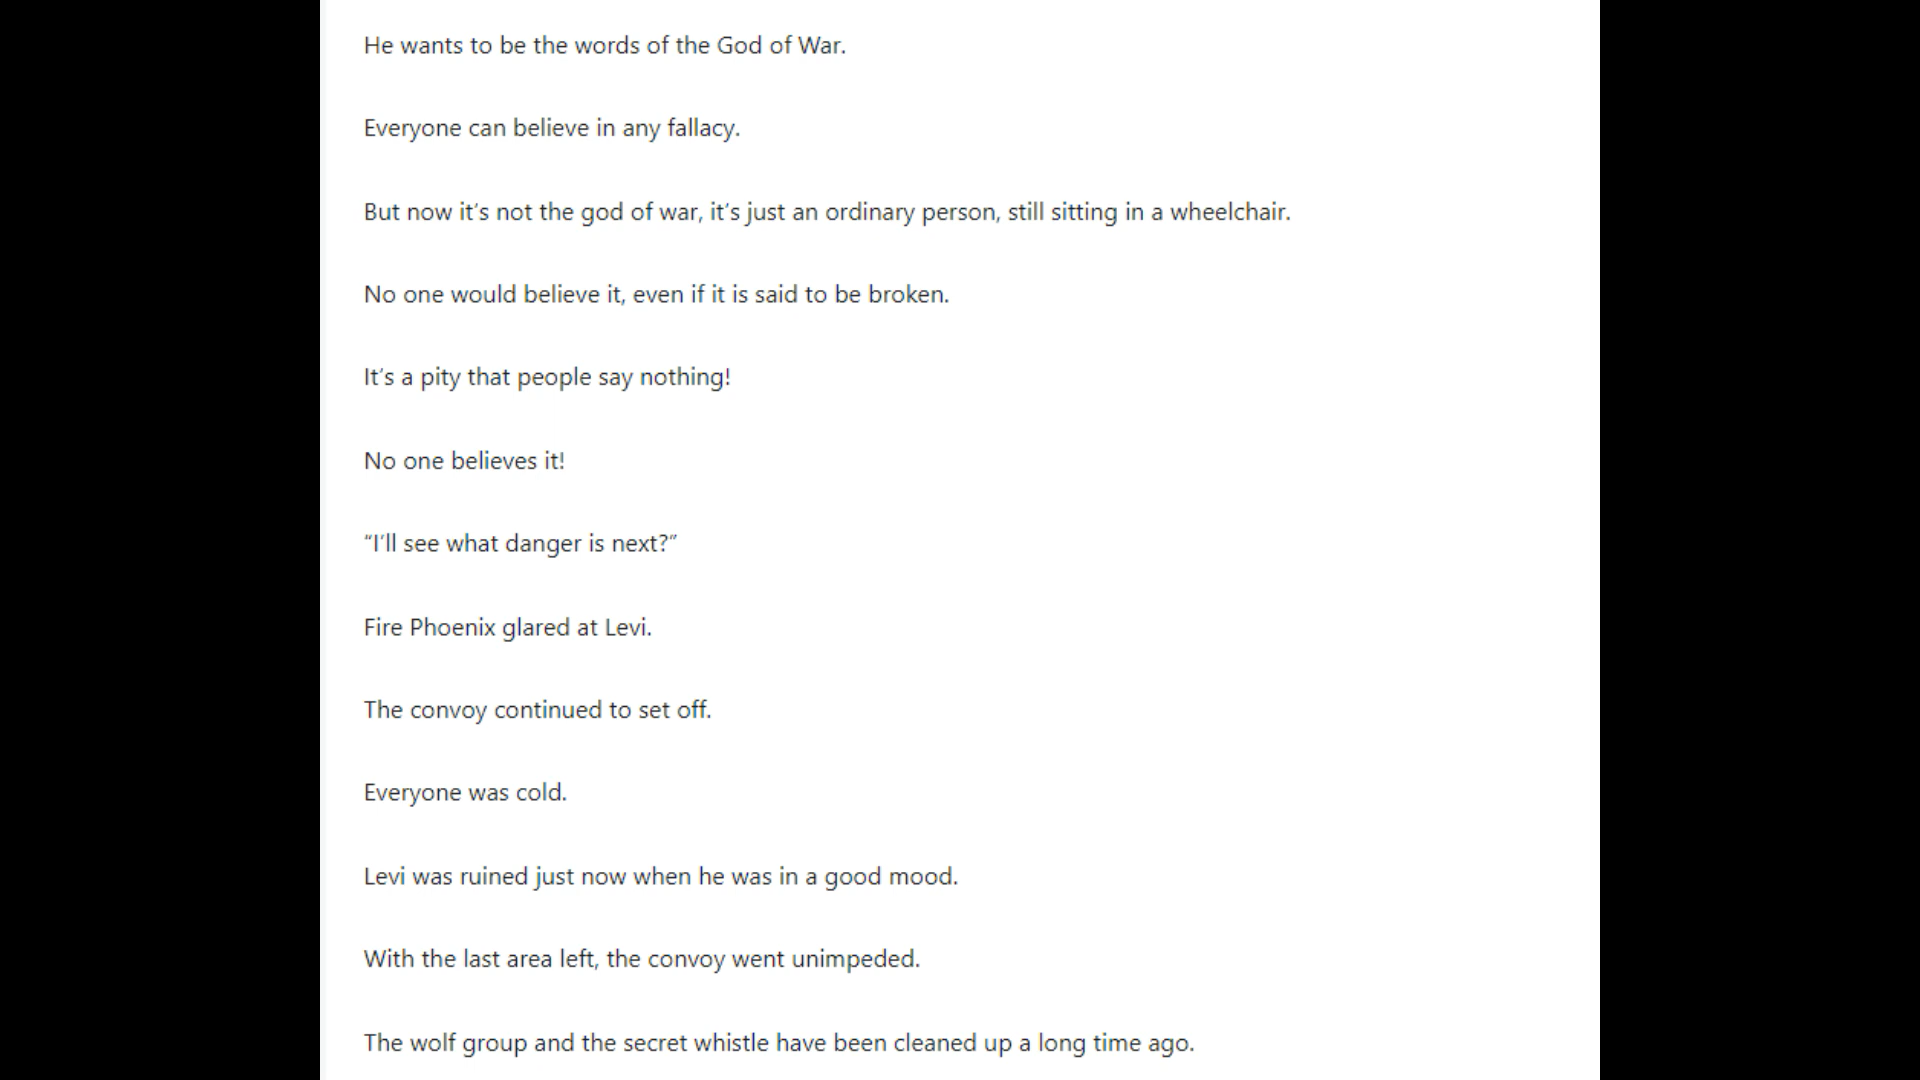 He wants to be the words of the God of War.
Everyone can believe in any fallacy.
But now it’s not the god of war, it’s just an ordinary person, still sitting in a wheelchair.
No one would believe it, even if it is said to be broken.
It’s a pity that people say nothing!
No one believes it!
“I’ll see what danger is next?”
Fire Phoenix glared at Levi.
The convoy continued to set off.
Everyone was cold.
Levi was ruined just now when he was in a good mood.
With the last area left, the convoy went unimpeded.
The wolf group and the secret whistle have been cleaned up a long time ago.